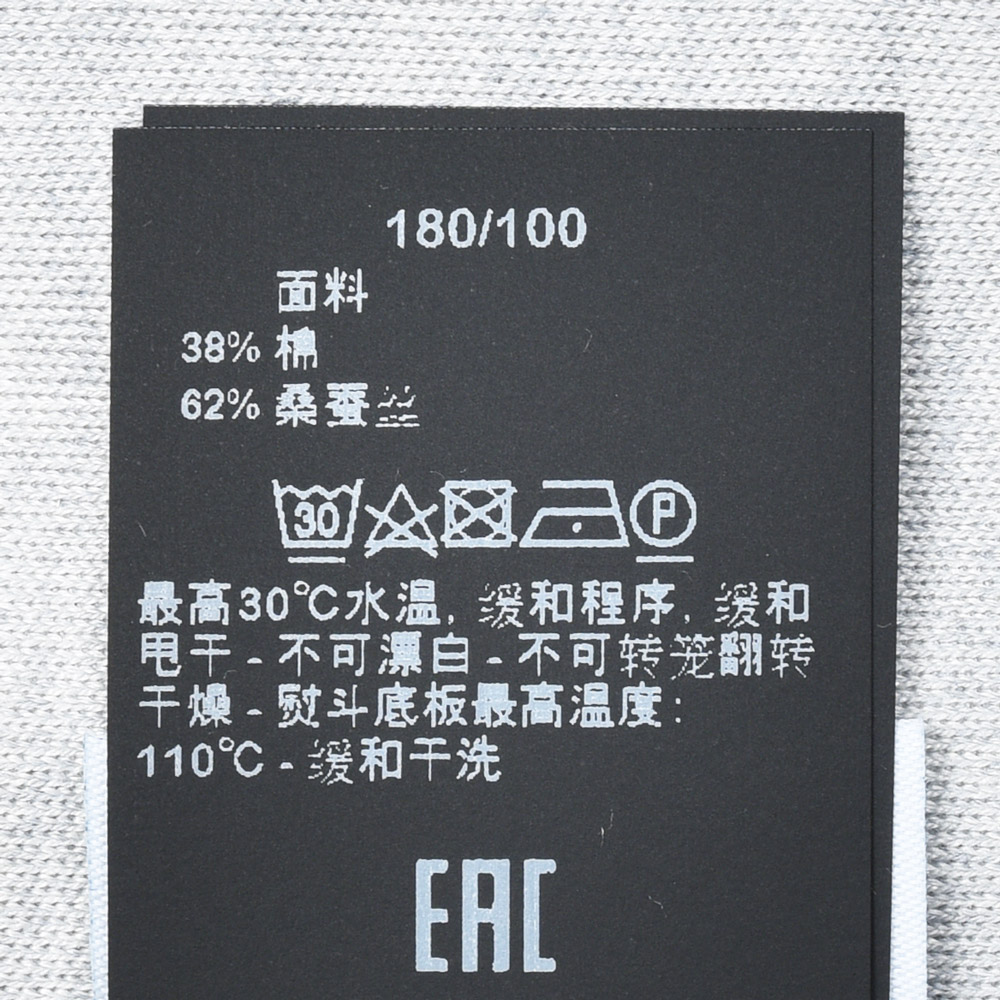 180/100
面料
38% 棉
62% 桑蚕丝
30 P
最高30℃水温, 缓和程序, 缓和
甩干 - 不可漂白 - 不可转笼翻转
干燥 - 熨斗底板最高温度:
110℃ - 缓和干洗
EAC